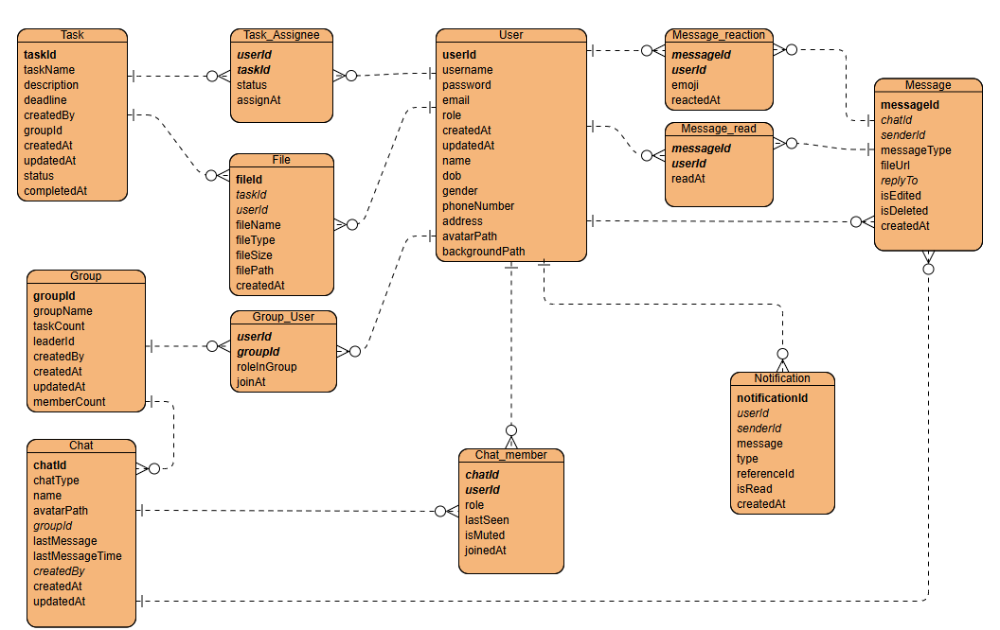 Task
taskId
taskName
description
deadline
createdBy
groupId
createdAt
updatedAt
status
completedAt
Task_Assignee
userId
taskId
status
assignAt
File
fileId
taskId
userId
fileName
fileType
fileSize
filePath
createdAt
User
userId
username
password
email
role
createdAt
updatedAt
name
dob
gender
phoneNumber
address
avatarPath
backgroundPath
Message_reaction
messageId
userId
emoji
reactedAt
Message_read
messageId
userId
readAt
Message
messageId
chatId
senderId
messageType
fileUrl
replyTo
isEdited
isDeleted
createdAt
Group
groupId
groupName
taskCount
leaderId
createdBy
createdAt
updatedAt
memberCount
Group_User
userId
groupId
roleInGroup
joinAt
Chat
chatId
chatType
name
avatarPath
groupId
lastMessage
lastMessageTime
createdBy
createdAt
updatedAt
Chat_member
chatId
userId
role
lastSeen
isMuted
joinedAt
Notification
notificationId
userId
senderId
message
type
referenceId
isRead
createdAt